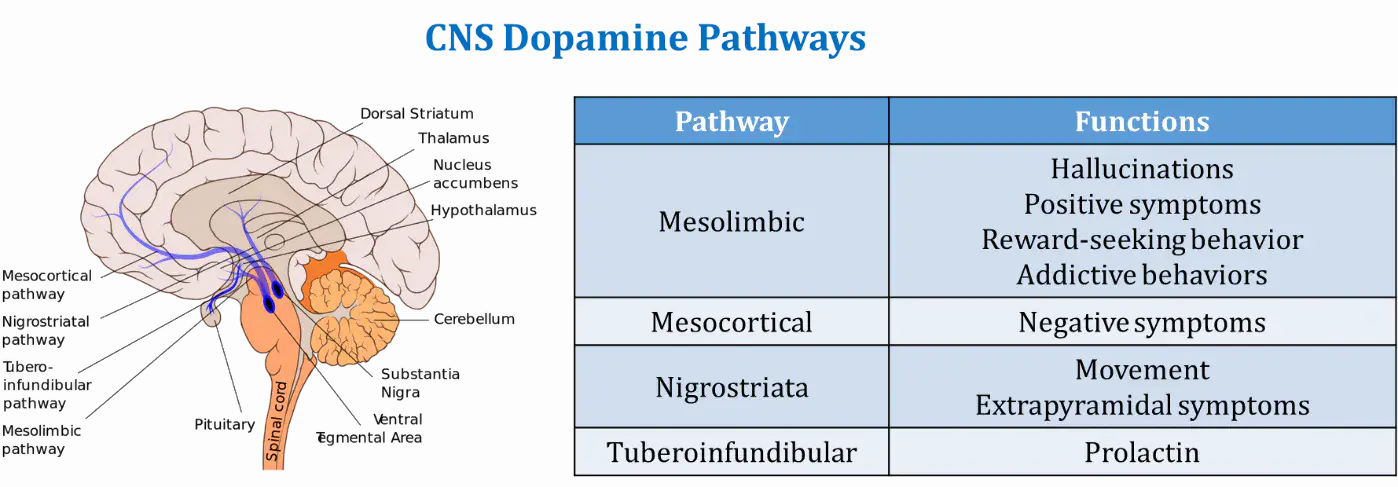 CNS Dopamine Pathways
Dorsal Striatum
Thalamus
Nucleus
accumbens
Hypothalamus
Mesocortical
pathway
Nigrostriatal
pathway
Tubero-
infundibular
pathway
Mesolimbic
pathway
Pituitary
Spinal cord
Ventral
Tegmental Area
Substantia
Nigra
Cerebellum
Pathway Functions
Mesolimbic
Hallucinations
Positive symptoms
Reward-seeking behavior
Addictive behaviors
Mesocortical Negative symptoms
Nigrostriata
Movement
Extrapyramidal symptoms
Tuberoinfundibular Prolactin